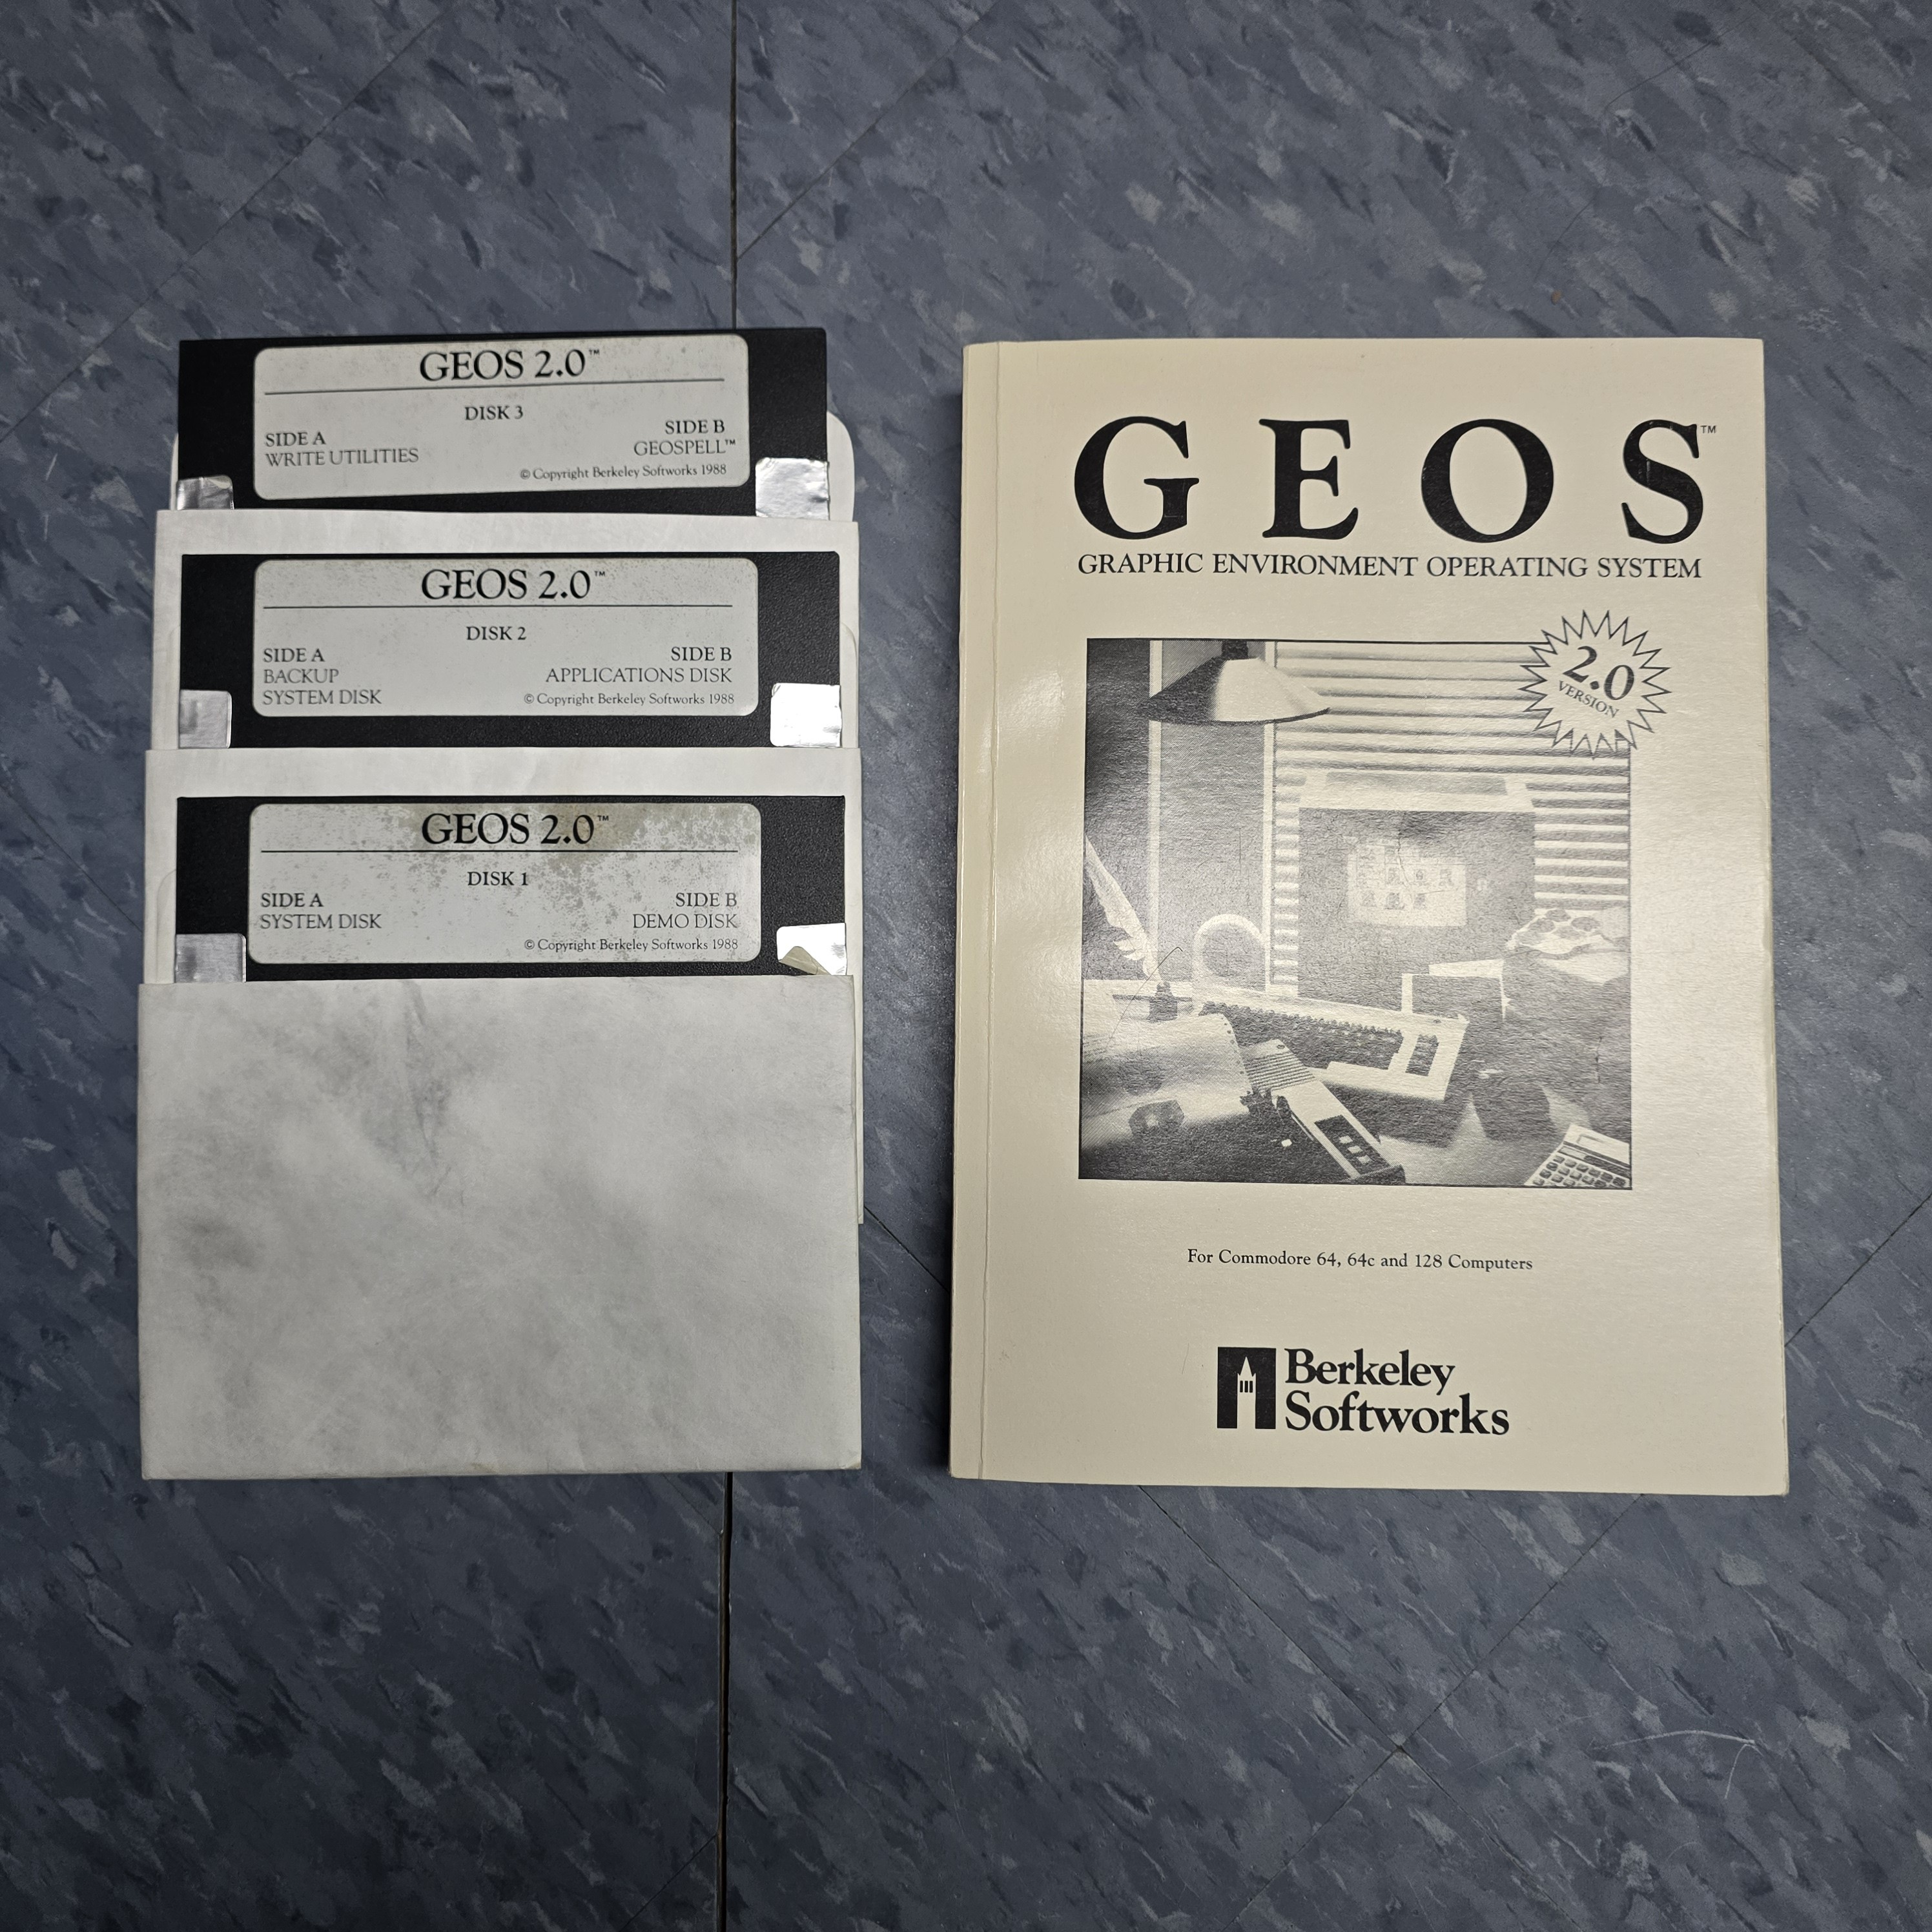 GEOS 2.0™
DISK 3
SIDE A
WRITE UTILITIES
SIDE B
GEOSPELL™
© Copyright Berkeley Softworks 1988
GEOS 2.0™
DISK 2
SIDE A
BACKUP
SYSTEM DISK
SIDE B
APPLICATIONS DISK
© Copyright Berkeley Softworks 1988
GEOS 2.0™
DISK 1
SIDE A
SYSTEM DISK
SIDE B
DEMO DISK
© Copyright Berkeley Softworks 1988
GEOS™
GRAPHIC ENVIRONMENT OPERATING SYSTEM
2.0
VERSION
For Commodore 64, 64c and 128 Computers
Berkeley
Softworks